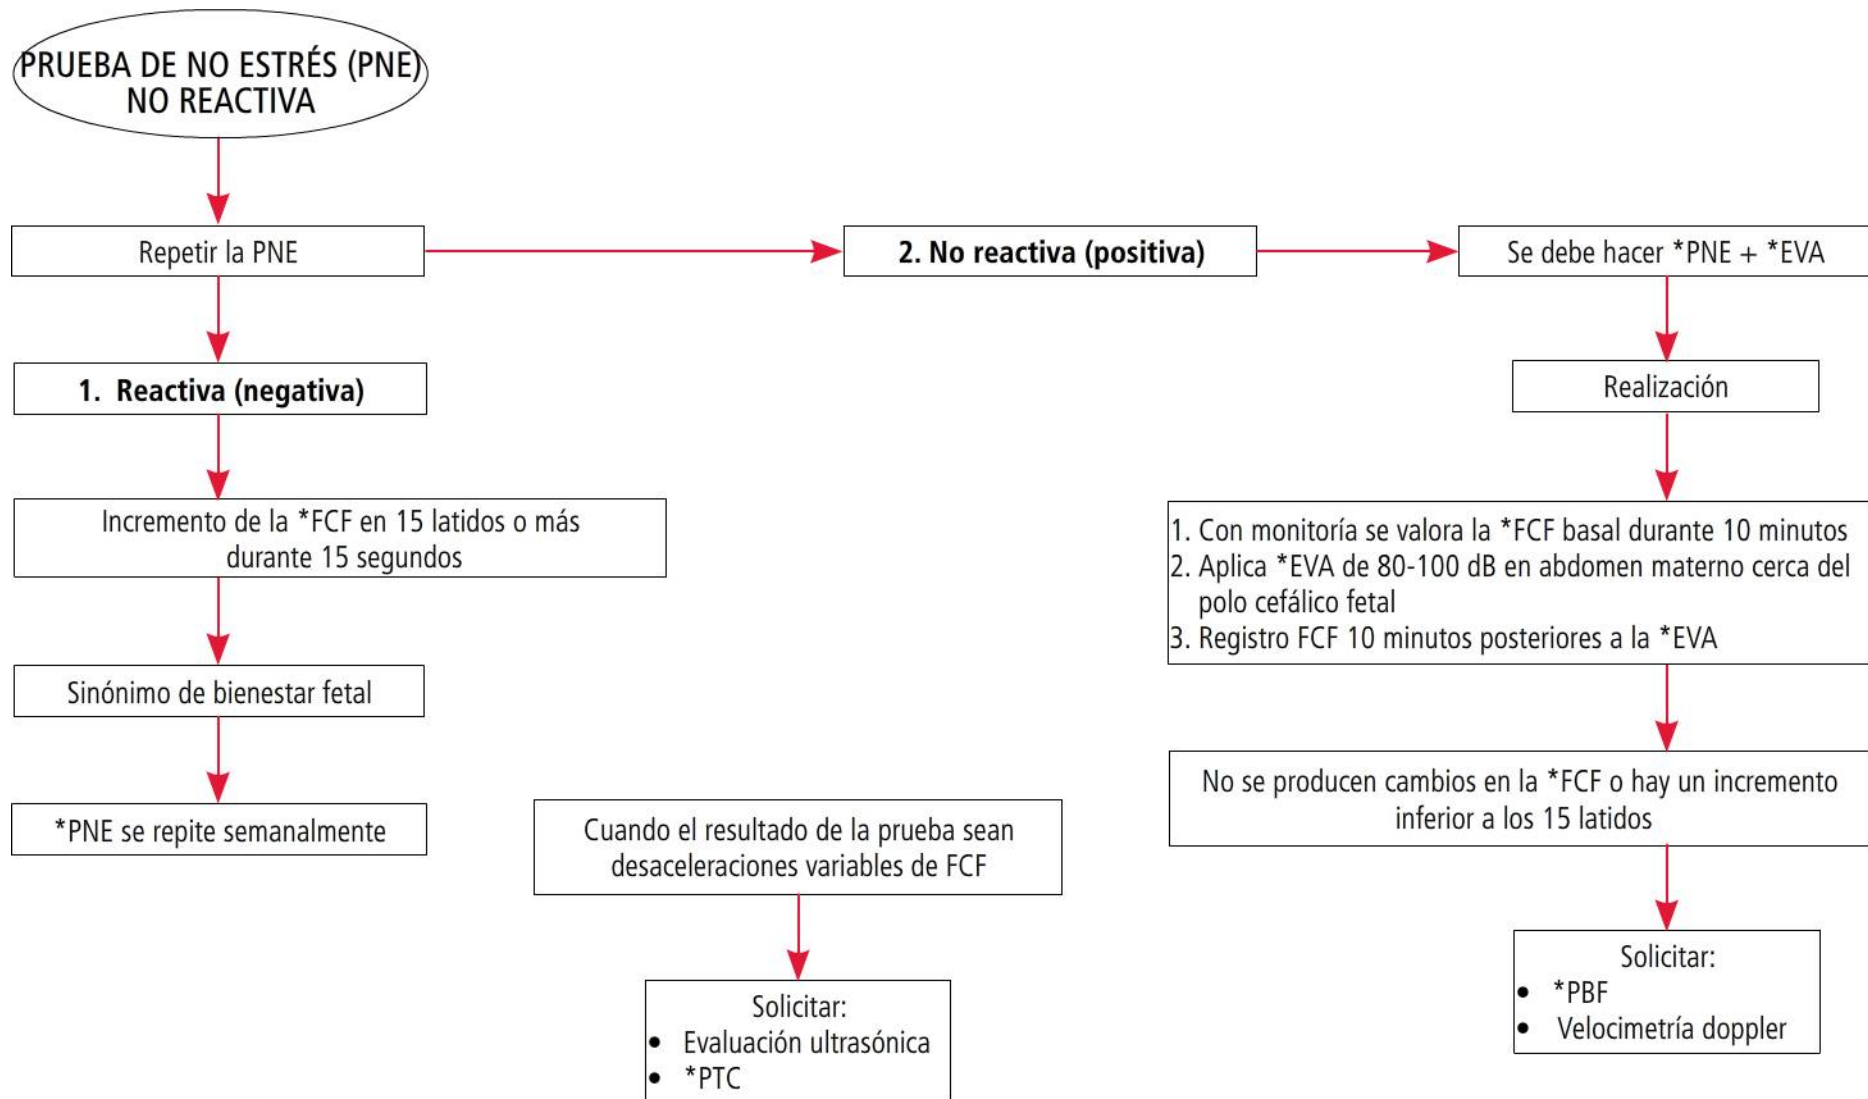 PRUEBA DE NO ESTRÉS (PNE)
NO REACTIVA
Repetir la PNE
2. No reactiva (positiva)
Se debe hacer *PNE + *EVA
1. Reactiva (negativa)
Realización
Incremento de la *FCF en 15 latidos o más
durante 15 segundos
1. Con monitoría se valora la *FCF basal durante 10 minutos
2. Aplica *EVA de 80-100 dB en abdomen materno cerca del
polo cefálico fetal
3. Registro FCF 10 minutos posteriores a la *EVA
Sinónimo de bienestar fetal
No se producen cambios en la *FCF o hay un incremento
inferior a los 15 latidos
*PNE se repite semanalmente
Cuando el resultado de la prueba sean
desaceleraciones variables de FCF
Solicitar:
• *PBF
• Velocimetría doppler
Solicitar:
• Evaluación ultrasónica
• *PTC